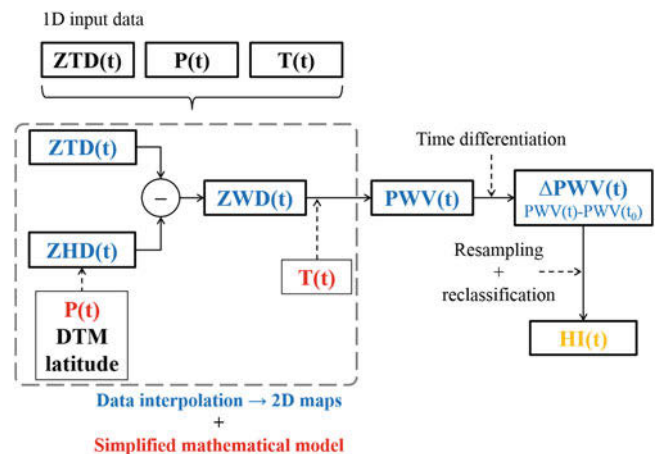 1D input data
ZTD(t) P(t) T(t)
ZTD(t)
−
ZHD(t)
ZWD(t)
P(t)
DTM
latitude
T(t)
PWV(t)
Time differentiation
ΔPWV(t)
PWV(t)-PWV(t₀)
Resampling
+
reclassification
HI(t)
Data interpolation → 2D maps
+
Simplified mathematical model